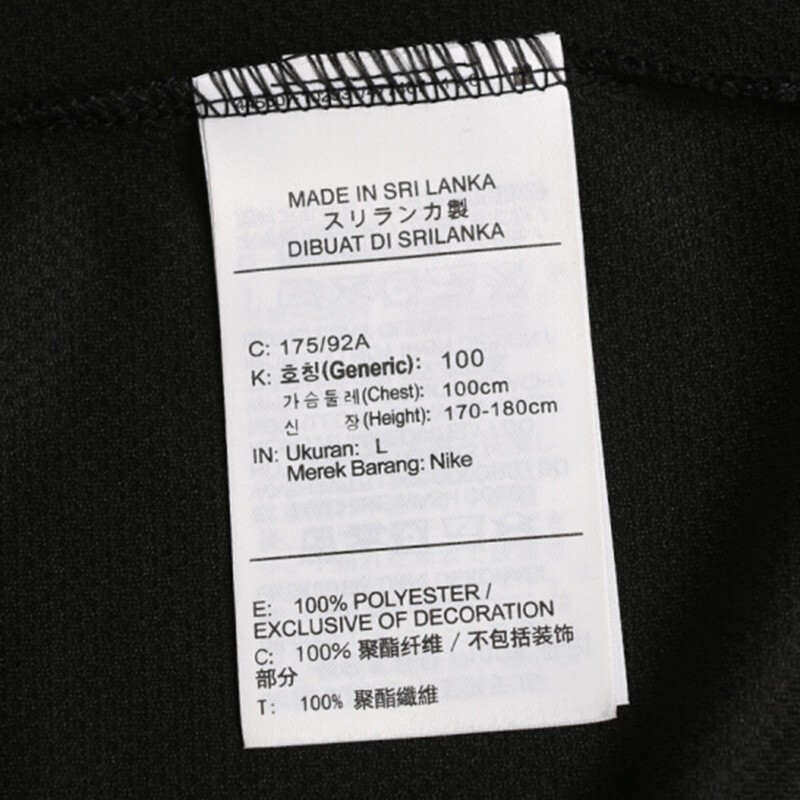 MADE IN SRI LANKA
スリランカ製
DIBUAT DI SRILANKA
C: 175/92A
K: 호칭(Generic): 100
가슴둘레(Chest): 100cm
신 장(Height): 170-180cm
IN: Ukuran: L
Merek Barang: Nike
E: 100% POLYESTER /
EXCLUSIVE OF DECORATION
C: 100% 聚酯纤维 / 不包括装饰
部分
T: 100% 聚酯纖維